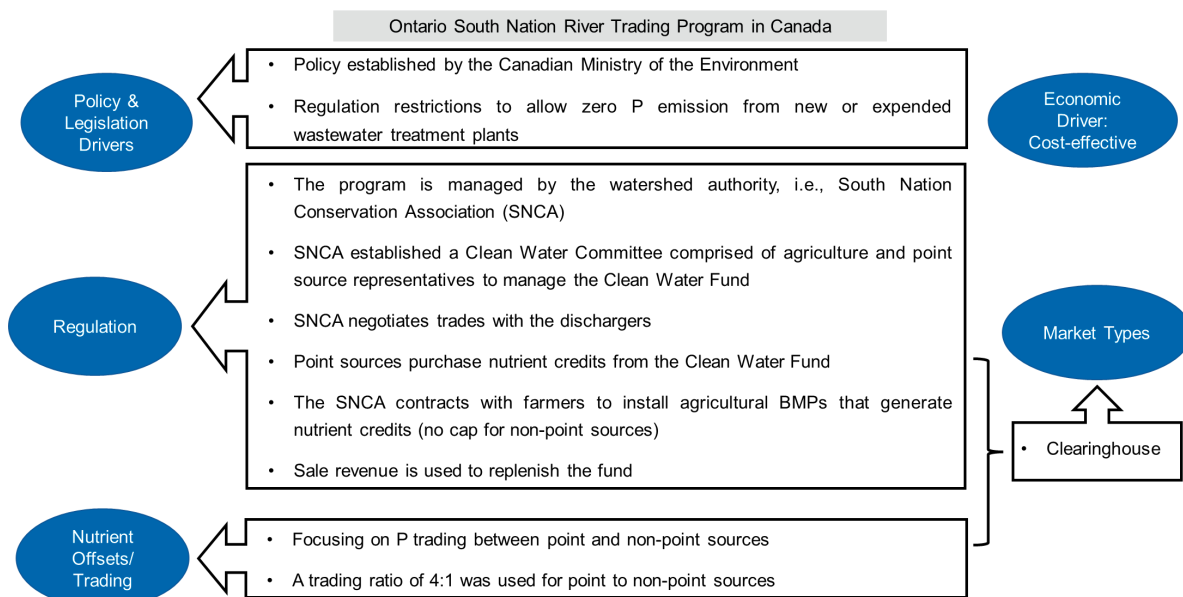 Ontario South Nation River Trading Program in Canada
Policy &
Legislation
Drivers
• Policy established by the Canadian Ministry of the Environment
• Regulation restrictions to allow zero P emission from new or expended
wastewater treatment plants
Economic
Driver:
Cost-effective
Regulation
• The program is managed by the watershed authority, i.e., South Nation
Conservation Association (SNCA)
• SNCA established a Clean Water Committee comprised of agriculture and point
source representatives to manage the Clean Water Fund
• SNCA negotiates trades with the dischargers
• Point sources purchase nutrient credits from the Clean Water Fund
• The SNCA contracts with farmers to install agricultural BMPs that generate
nutrient credits (no cap for non-point sources)
• Sale revenue is used to replenish the fund
Market Types
• Clearinghouse
Nutrient
Offsets/
Trading
• Focusing on P trading between point and non-point sources
• A trading ratio of 4:1 was used for point to non-point sources